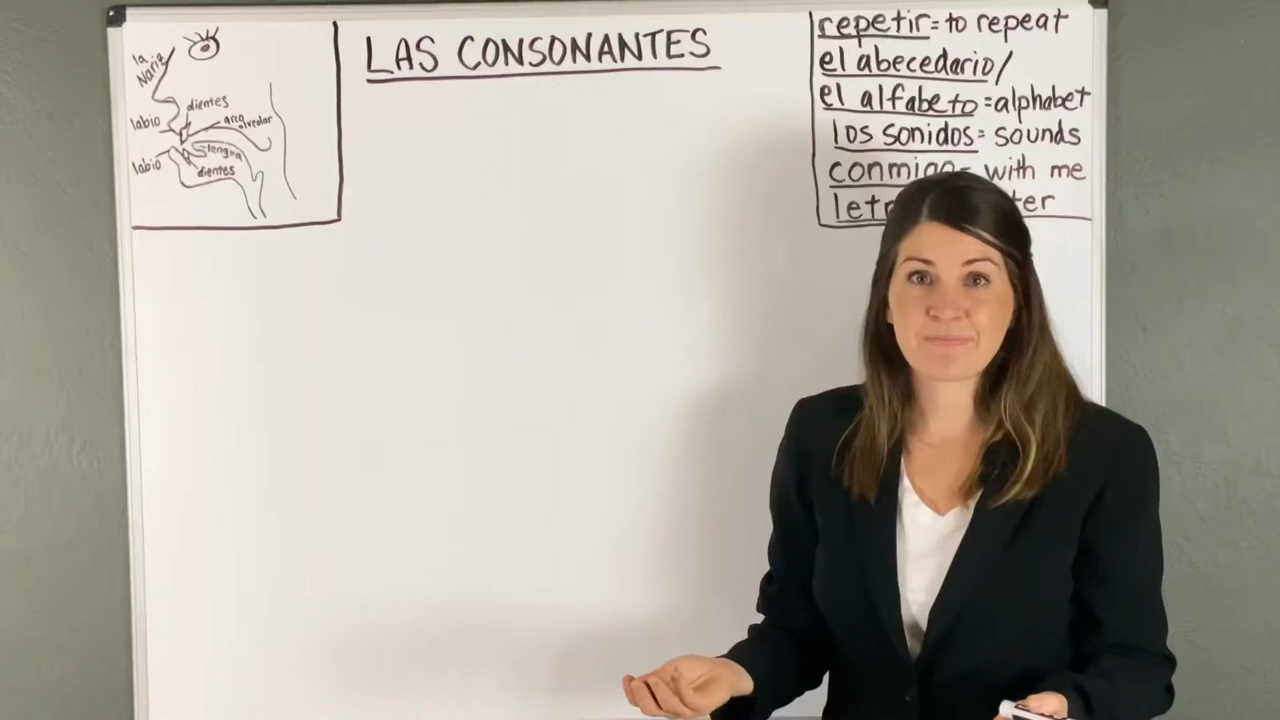 la
Nariz
dientes
labio
arco
alveolar
lengua
labio
dientes
LAS CONSONANTES
repetir = to repeat
el abecedario/
el alfabeto = alphabet
los sonidos = sounds
conmigo = with me